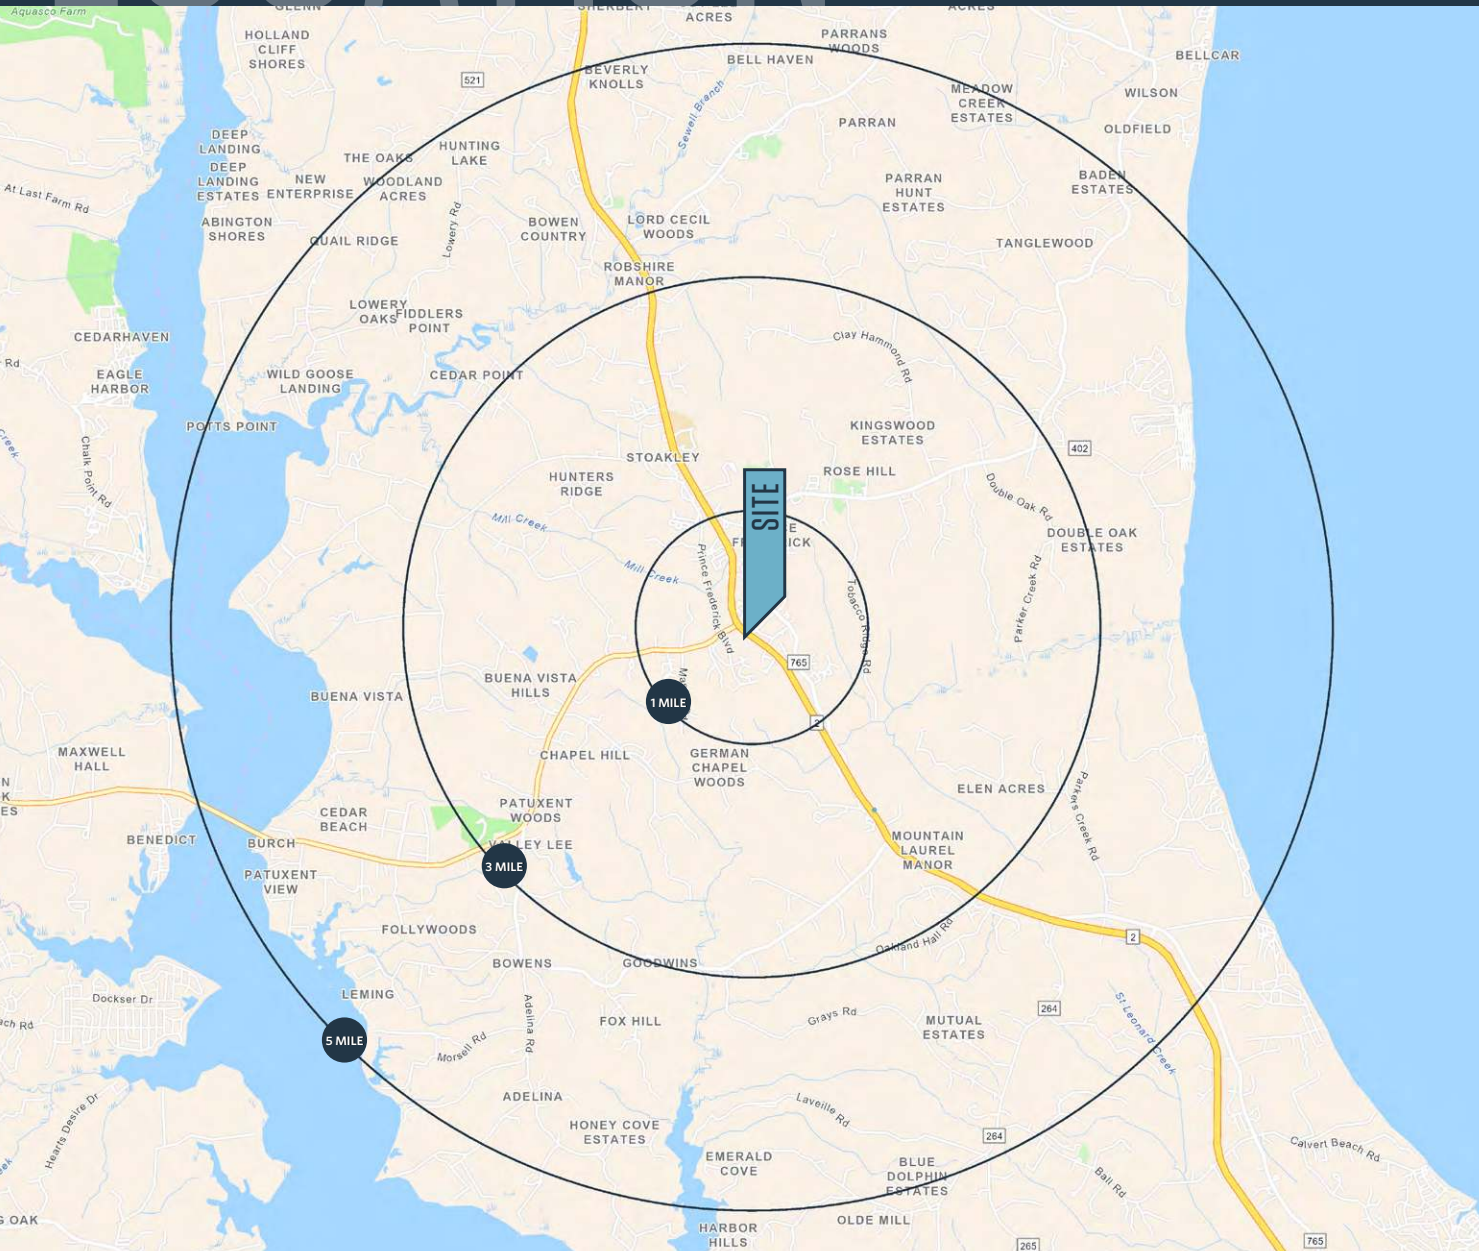 Aquasco Farm
GLENN
SHERBERT
ACRES
ACRES
HOLLAND
CLIFF
SHORES
PARRANS
WOODS
BELL HAVEN
BELLCAR
521
BEVERLY
KNOLLS
Sewell Branch
MEADOW
CREEK
ESTATES
WILSON
PARRAN
OLDFIELD
DEEP
LANDING
DEEP
LANDING
ESTATES
NEW
ENTERPRISE
THE OAKS
WOODLAND
ACRES
HUNTING
LAKE
At Last Farm Rd
PARRAN
HUNT
ESTATES
BADEN
ESTATES
ABINGTON
SHORES
QUAIL RIDGE
Lowery Rd
BOWEN
COUNTRY
LORD CECIL
WOODS
TANGLEWOOD
ROBSHIRE
MANOR
LOWERY
OAKS
FIDDLERS
POINT
CEDARHAVEN
Clay Hammond Rd
Rd
EAGLE
HARBOR
WILD GOOSE
LANDING
CEDAR POINT
POTTS POINT
KINGSWOOD
ESTATES
402
Chalk Point Rd
STOAKLEY
HUNTERS
RIDGE
ROSE HILL
Double Oak Rd
SITE
Mill Creek
DOUBLE OAK
ESTATES
Mill Creek
Prince Frederick Blvd
Tobacco Ridge Rd
Parker Creek Rd
765
BUENA VISTA
HILLS
BUENA VISTA
1 MILE
2
MAXWELL
HALL
CHAPEL HILL
GERMAN
CHAPEL
WOODS
ELEN ACRES
Parkers Creek Rd
PATUXENT
WOODS
CEDAR
BEACH
BENEDICT
BURCH
VALLEY LEE
MOUNTAIN
LAUREL
MANOR
3 MILE
PATUXENT
VIEW
FOLLYWOODS
Oakland Hall Rd
2
BOWENS
GOODWINS
Dockser Dr
LEMING
Adelina Rd
264
St Leonard Creek
FOX HILL
Grays Rd
MUTUAL
ESTATES
5 MILE
Morsell Rd
ADELINA
Laveille Rd
Hearts Desire Dr
HONEY COVE
ESTATES
264
Calvert Beach Rd
EMERALD
COVE
BLUE
DOLPHIN
ESTATES
Ball Rd
OAK
HARBOR
HILLS
OLDE MILL
265
765